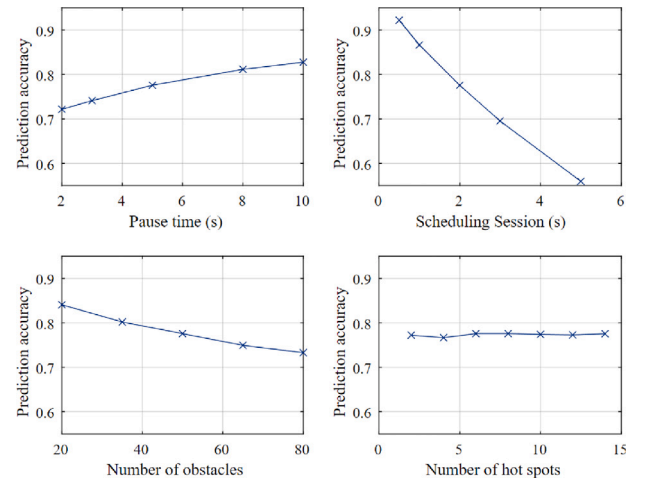 0.9
0.8
0.7
0.6
Prediction accuracy
2 4 6 8 10
Pause time (s)
0.9
0.8
0.7
0.6
Prediction accuracy
0 2 4 6
Scheduling Session (s)
0.9
0.8
0.7
0.6
Prediction accuracy
20 40 60 80
Number of obstacles
0.9
0.8
0.7
0.6
Prediction accuracy
0 5 10 15
Number of hot spots